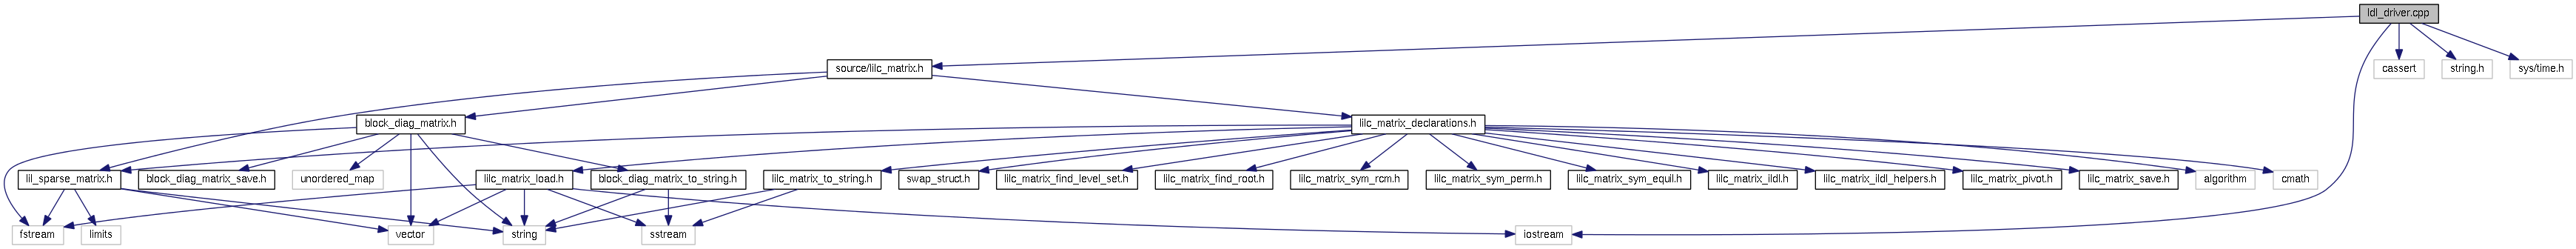 ldl_driver.cpp
source/lilc_matrix.h
cassert
string.h
sys/time.h
block_diag_matrix.h
lilc_matrix_declarations.h
lil_sparse_matrix.h
block_diag_matrix_save.h
unordered_map
lilc_matrix_load.h
block_diag_matrix_to_string.h
lilc_matrix_to_string.h
swap_struct.h
lilc_matrix_find_level_set.h
lilc_matrix_find_root.h
lilc_matrix_sym_rcm.h
lilc_matrix_sym_perm.h
lilc_matrix_sym_equil.h
lilc_matrix_ildl.h
lilc_matrix_ildl_helpers.h
lilc_matrix_pivot.h
lilc_matrix_save.h
algorithm
cmath
fstream
limits
vector
string
sstream
iostream